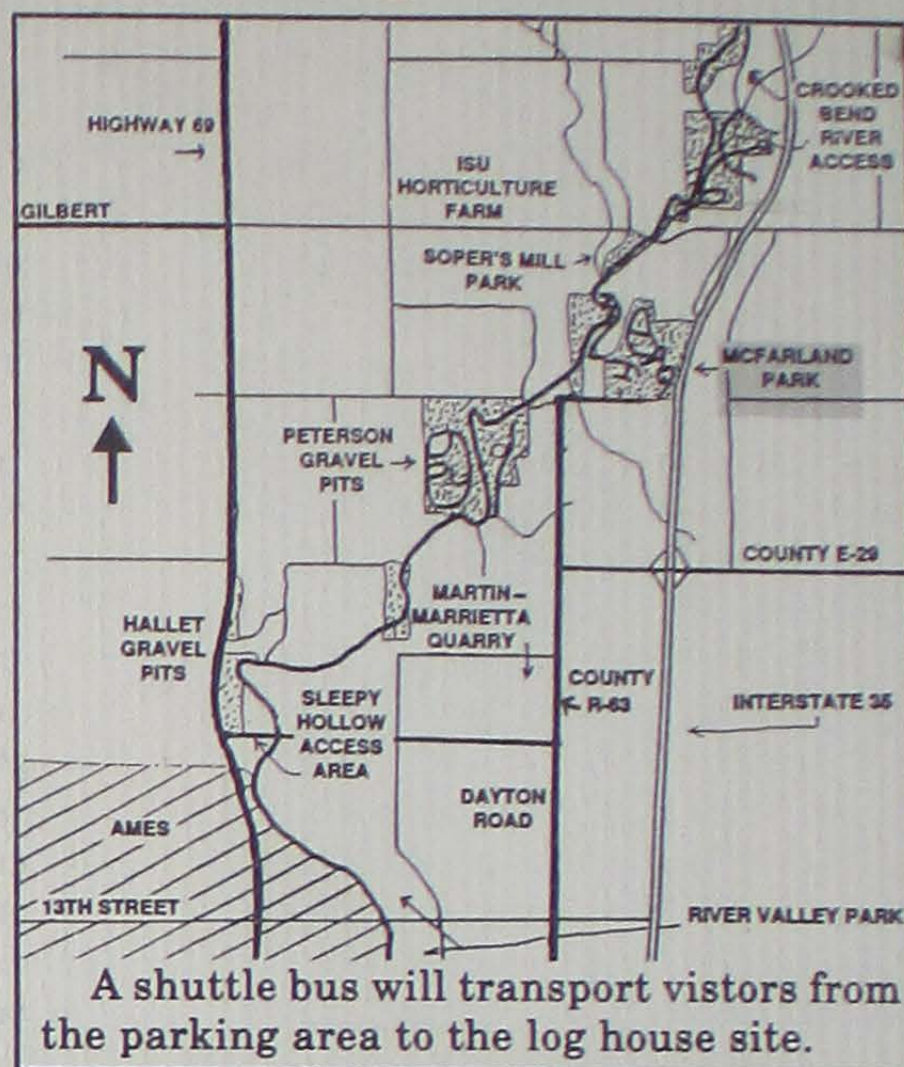 HIGHWAY 69
GILBERT
ISU
HORTICULTURE
FARM
CROOKED
BEND
RIVER
ACCESS
SOPER'S MILL
PARK
N
MCFARLAND
PARK
PETERSON
GRAVEL
PITS
COUNTY E-29
HALLET
GRAVEL
PITS
MARTIN-
MARRIETTA
QUARRY
SLEEPY
HOLLOW
ACCESS
AREA
COUNTY
R-63
INTERSTATE 35
AMES
DAYTON
ROAD
13TH STREET
RIVER VALLEY PARK
A shuttle bus will transport vistors from
the parking area to the log house site.